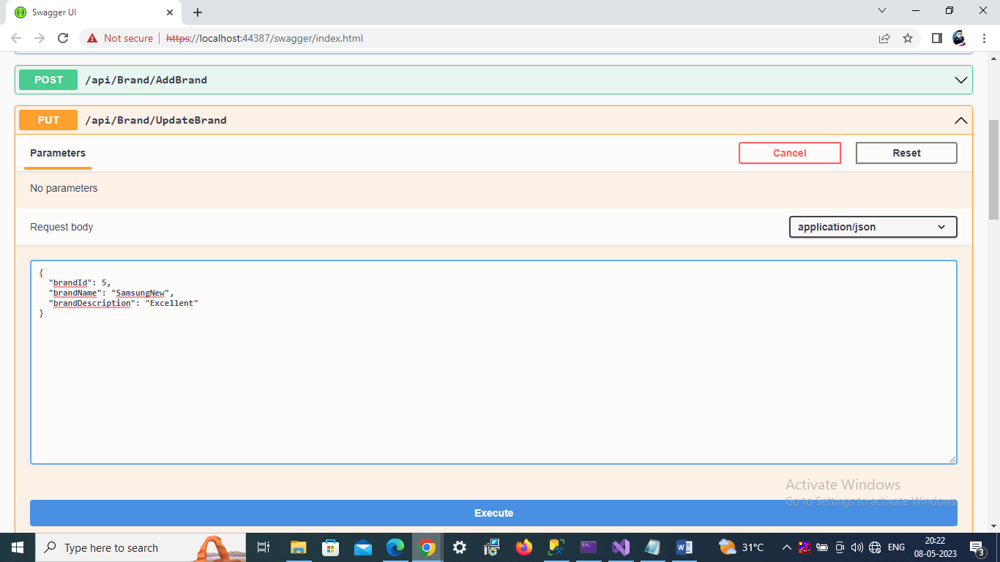 Swagger UI
Not secure
https://localhost:44387/swagger/index.html
POST /api/Brand/AddBrand
PUT /api/Brand/UpdateBrand
Parameters
Cancel
Reset
No parameters
Request body
application/json
{
"brandId": 5,
"brandName": "SamsungNew",
"brandDescription": "Excellent"
}
Activate Windows
Go to Settings to activate Windows.
Execute
Type here to search
31°C
ENG
20:22
08-05-2023
3